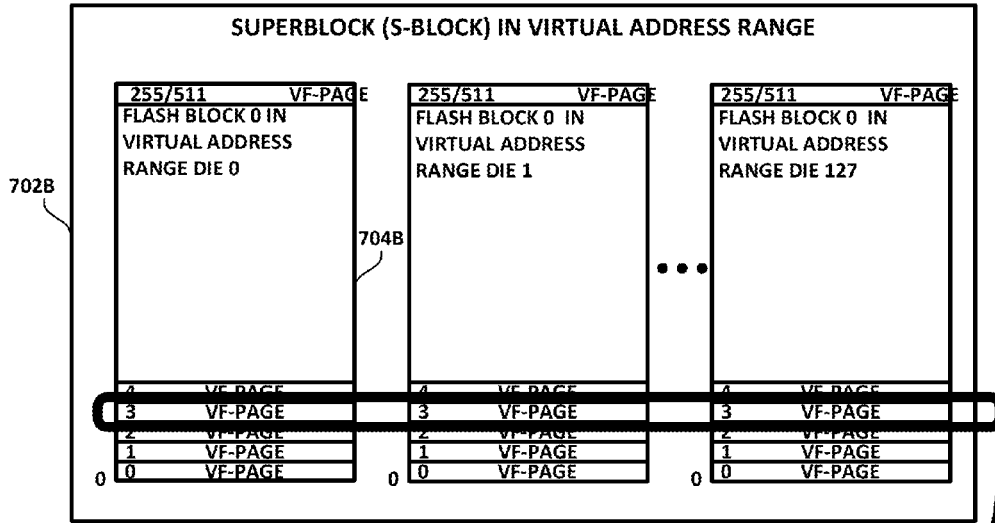 SUPERBLOCK (S-BLOCK) IN VIRTUAL ADDRESS RANGE
255/511 VF-PAGE
FLASH BLOCK 0 IN
VIRTUAL ADDRESS
RANGE DIE 0
4 VF-PAGE
3 VF-PAGE
2 VF-PAGE
1 VF-PAGE
0 VF-PAGE
0
255/511 VF-PAGE
FLASH BLOCK 0 IN
VIRTUAL ADDRESS
RANGE DIE 1
4 VF-PAGE
3 VF-PAGE
2 VF-PAGE
1 VF-PAGE
0 VF-PAGE
0
•••
255/511 VF-PAGE
FLASH BLOCK 0 IN
VIRTUAL ADDRESS
RANGE DIE 127
4 VF-PAGE
3 VF-PAGE
2 VF-PAGE
1 VF-PAGE
0 VF-PAGE
0
702B
704B